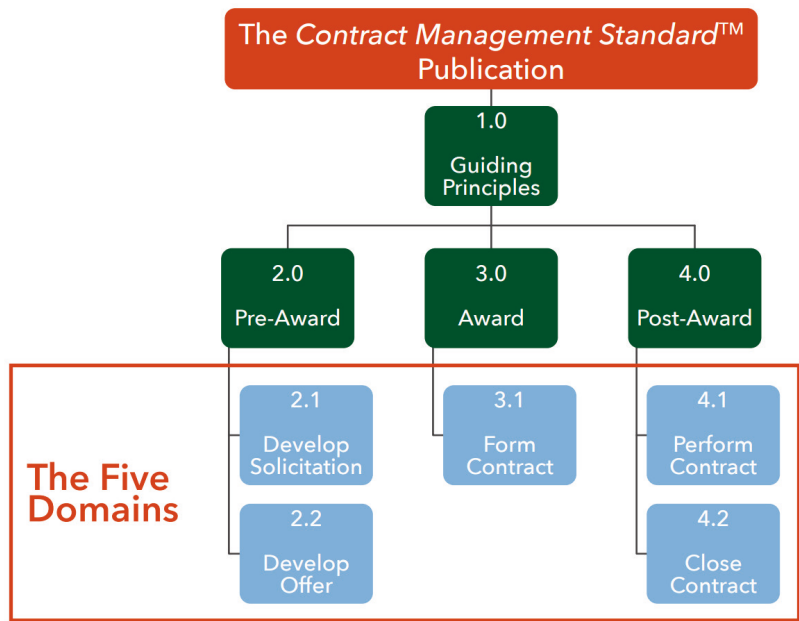 The Contract Management Standard™
Publication
1.0
Guiding
Principles
2.0
Pre-Award
3.0
Award
4.0
Post-Award
The Five
Domains
2.1
Develop
Solicitation
3.1
Form
Contract
4.1
Perform
Contract
2.2
Develop
Offer
4.2
Close
Contract